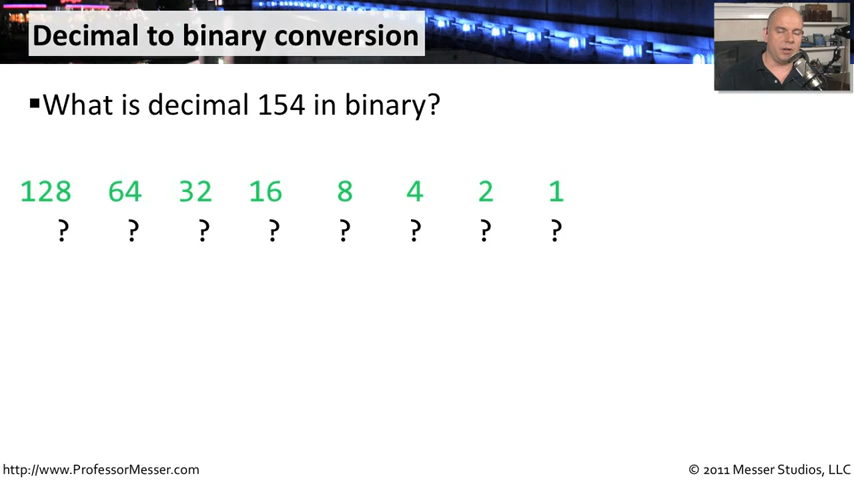 Decimal to binary conversion
▪What is decimal 154 in binary?
128 64 32 16 8 4 2 1
? ? ? ? ? ? ? ?
http://www.ProfessorMesser.com © 2011 Messer Studios, LLC